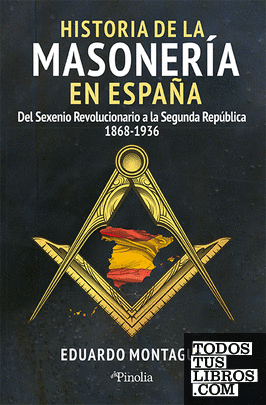 HISTORIA DE LA
MASONERÍA
EN ESPAÑA
Del Sexenio Revolucionario a la Segunda República
1868-1936
EDUARDO MONTAGU
Pinolia
TODOS
TUS
LIBROS
.COM